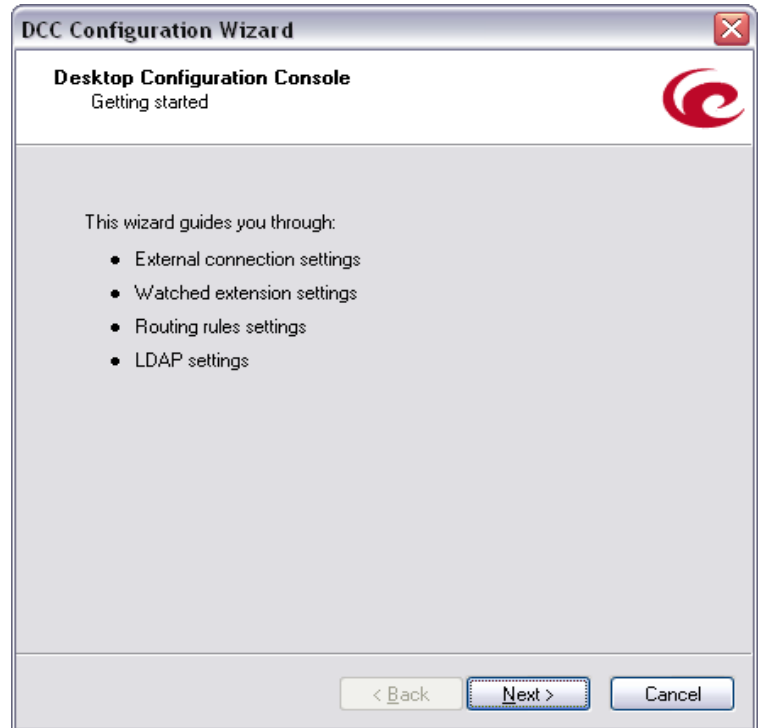 DCC Configuration Wizard
Desktop Configuration Console
Getting started
This wizard guides you through:
● External connection settings
● Watched extension settings
● Routing rules settings
● LDAP settings
< Back
Next >
Cancel